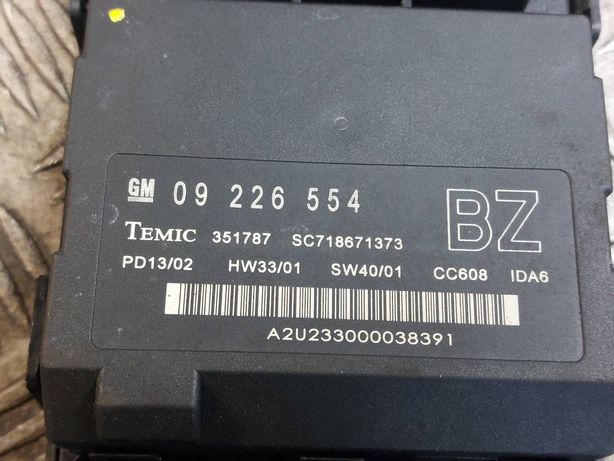 GM 09 226 554 BZ
TEMIC 351787 SC718671373
PD13/02 HW33/01 SW40/01 CC608 IDA6
A2U233000038391